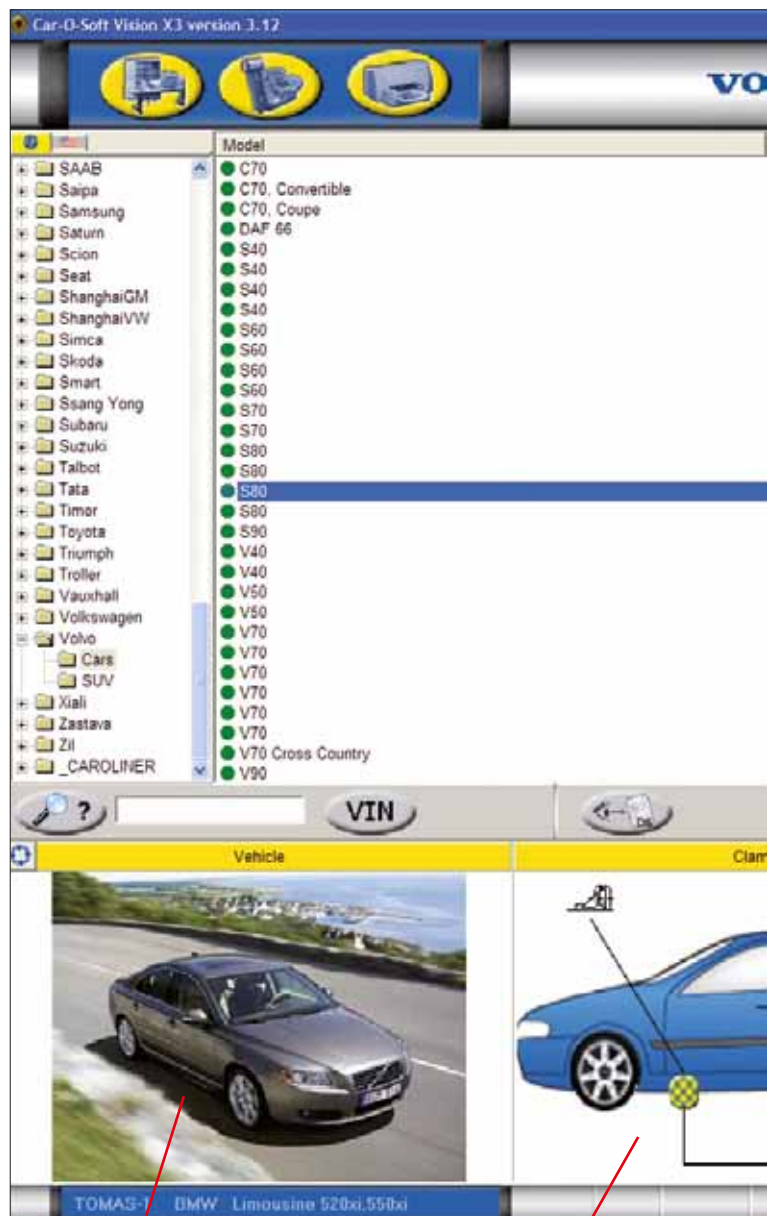 Car-O-Soft Vision X3 version 3.12
VO
Model
SAAB
Saipa
Samsung
Saturn
Scion
Seat
ShanghaiGM
ShanghaiVW
Simca
Skoda
Smart
Ssang Yong
Subaru
Suzuki
Talbot
Tata
Timor
Toyota
Triumph
Troller
Vauxhall
Volkswagen
Volvo
Cars
SUV
Xiali
Zastava
Zil
_CAROLINER
C70
C70, Convertible
C70, Coupe
DAF 66
S40
S40
S40
S40
S60
S60
S60
S60
S70
S70
S80
S80
S80
S80
S90
V40
V40
V50
V50
V70
V70
V70
V70
V70
V70
V70 Cross Country
V90
?
VIN
Vehicle
Clam
TOMAS-1 BMW Limousine 520xi,550xi